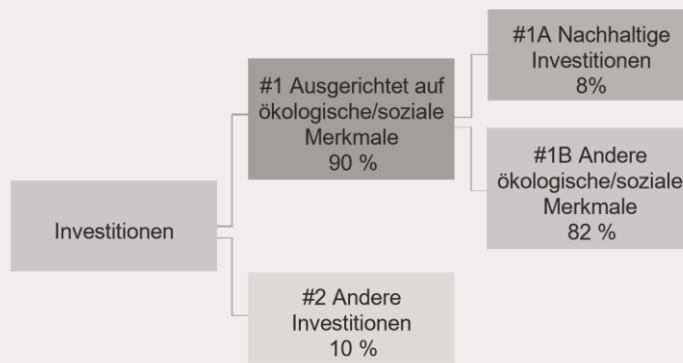 Investitionen
#1 Ausgerichtet auf
ökologische/soziale
Merkmale
90 %
#2 Andere
Investitionen
10 %
#1A Nachhaltige
Investitionen
8%
#1B Andere
ökologische/soziale
Merkmale
82 %